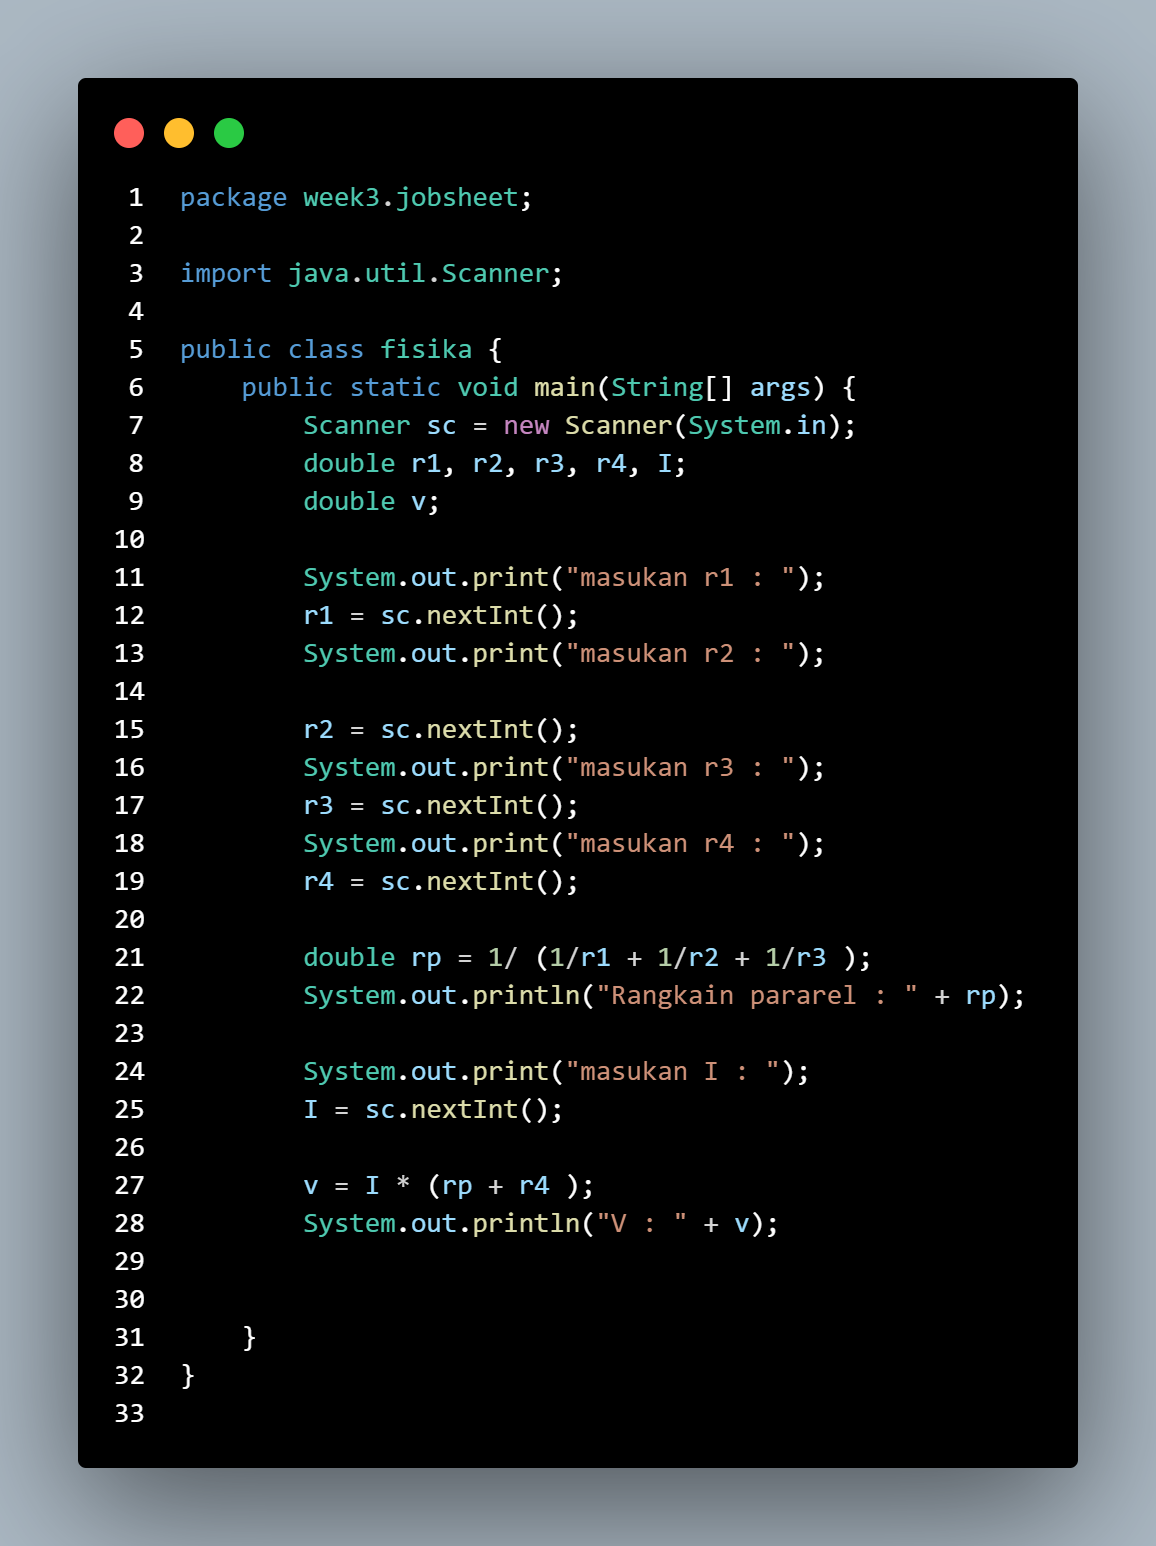 1 package week3.jobsheet;
2
3 import java.util.Scanner;
4
5 public class fisika {
6     public static void main(String[] args) {
7         Scanner sc = new Scanner(System.in);
8         double r1, r2, r3, r4, I;
9         double v;
10
11         System.out.print("masukan r1 : ");
12         r1 = sc.nextInt();
13         System.out.print("masukan r2 : ");
14
15         r2 = sc.nextInt();
16         System.out.print("masukan r3 : ");
17         r3 = sc.nextInt();
18         System.out.print("masukan r4 : ");
19         r4 = sc.nextInt();
20
21         double rp = 1/ (1/r1 + 1/r2 + 1/r3 );
22         System.out.println("Rangkain pararel : " + rp);
23
24         System.out.print("masukan I : ");
25         I = sc.nextInt();
26
27         v = I * (rp + r4 );
28         System.out.println("V : " + v);
29
30
31     }
32 }
33